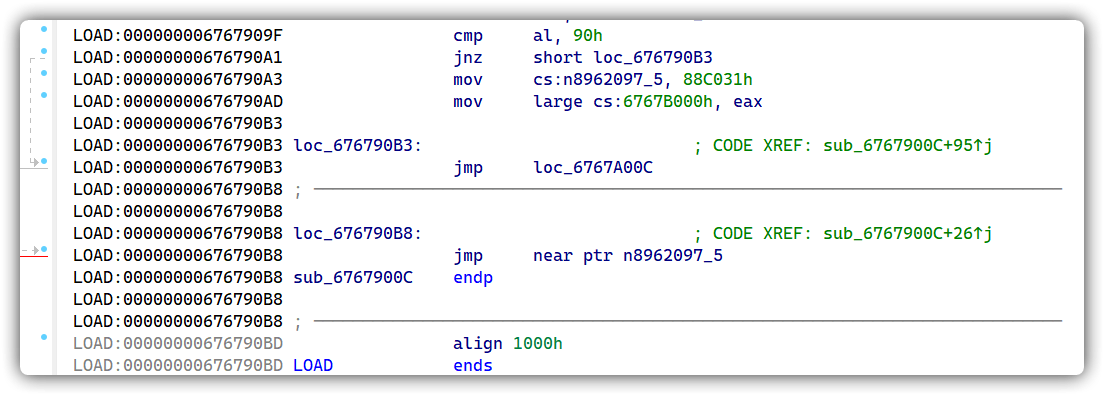 LOAD:000000006767909F cmp al, 90h
LOAD:00000000676790A1 jnz short loc_676790B3
LOAD:00000000676790A3 mov cs:n8962097_5, 88C031h
LOAD:00000000676790AD mov large cs:6767B000h, eax
LOAD:00000000676790B3
LOAD:00000000676790B3 loc_676790B3: ; CODE XREF: sub_6767900C+95↑j
LOAD:00000000676790B3 jmp loc_6767A00C
LOAD:00000000676790B8 ; ───────────────────────────────────────────────────────────────────────────
LOAD:00000000676790B8
LOAD:00000000676790B8 loc_676790B8: ; CODE XREF: sub_6767900C+26↑j
LOAD:00000000676790B8 jmp near ptr n8962097_5
LOAD:00000000676790B8 sub_6767900C endp
LOAD:00000000676790B8
LOAD:00000000676790B8 ; ───────────────────────────────────────────────────────────────────────────
LOAD:00000000676790BD align 1000h
LOAD:00000000676790BD LOAD ends